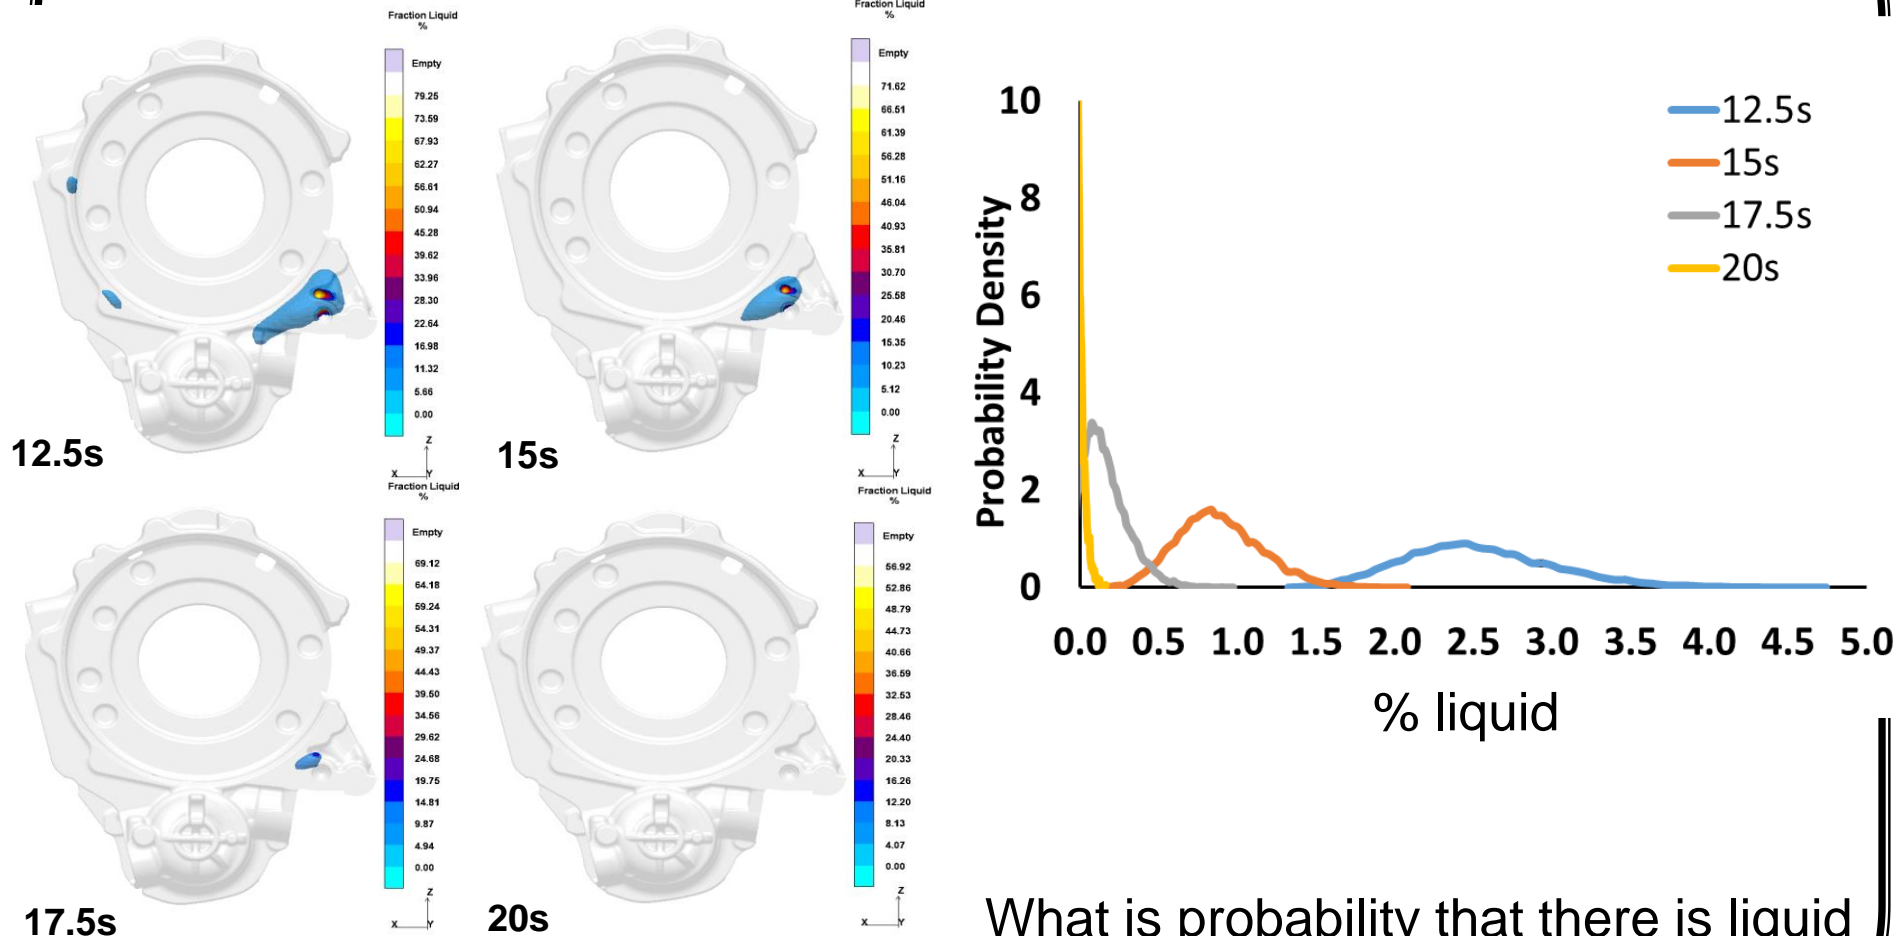 Fraction Liquid
%
Empty
79.25
73.59
67.93
62.27
56.61
50.94
45.28
39.62
33.96
28.30
22.64
16.98
11.32
5.66
0.00
Z
X
Y
12.5s
Fraction Liquid
%
Empty
71.62
66.51
61.39
56.28
51.16
46.04
40.93
35.81
30.70
25.58
20.46
15.35
10.23
5.12
0.00
Z
X
Y
15s
Fraction Liquid
%
Empty
69.12
64.18
59.24
54.31
49.37
44.43
39.50
34.56
29.62
24.68
19.75
14.81
9.87
4.94
0.00
Z
X
Y
17.5s
Fraction Liquid
%
Empty
56.92
52.86
48.79
44.73
40.66
36.59
32.53
28.46
24.40
20.33
16.26
12.20
8.13
4.07
0.00
Z
X
Y
20s
Probability Density
10
8
6
4
2
0
12.5s
15s
17.5s
20s
0.0 0.5 1.0 1.5 2.0 2.5 3.0 3.5 4.0 4.5 5.0
% liquid
What is probability that there is liquid